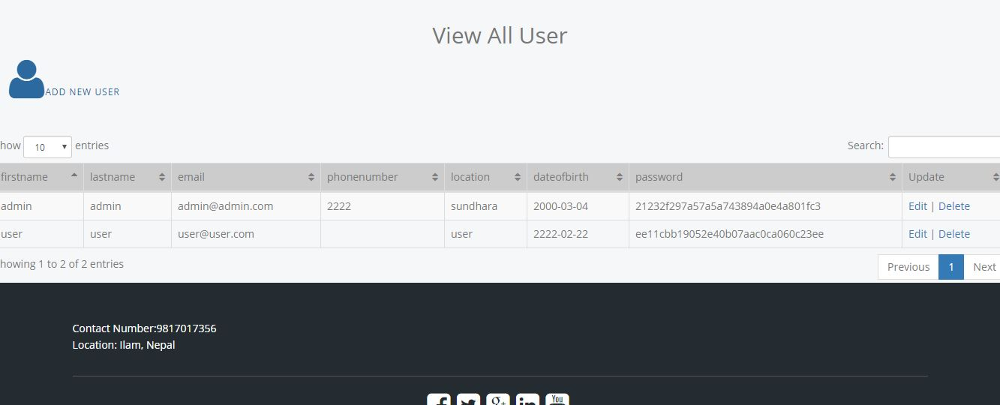 View All User
ADD NEW USER
how 10 entries Search:
firstname lastname email phonenumber location dateofbirth password Update
admin admin admin@admin.com 2222 sundhara 2000-03-04 21232f297a57a5a743894a0e4a801fc3 Edit | Delete
user user user@user.com user 2222-02-22 ee11cbb19052e40b07aac0ca060c23ee Edit | Delete
howing 1 to 2 of 2 entries Previous 1 Next
Contact Number:9817017356
Location: Ilam, Nepal
You